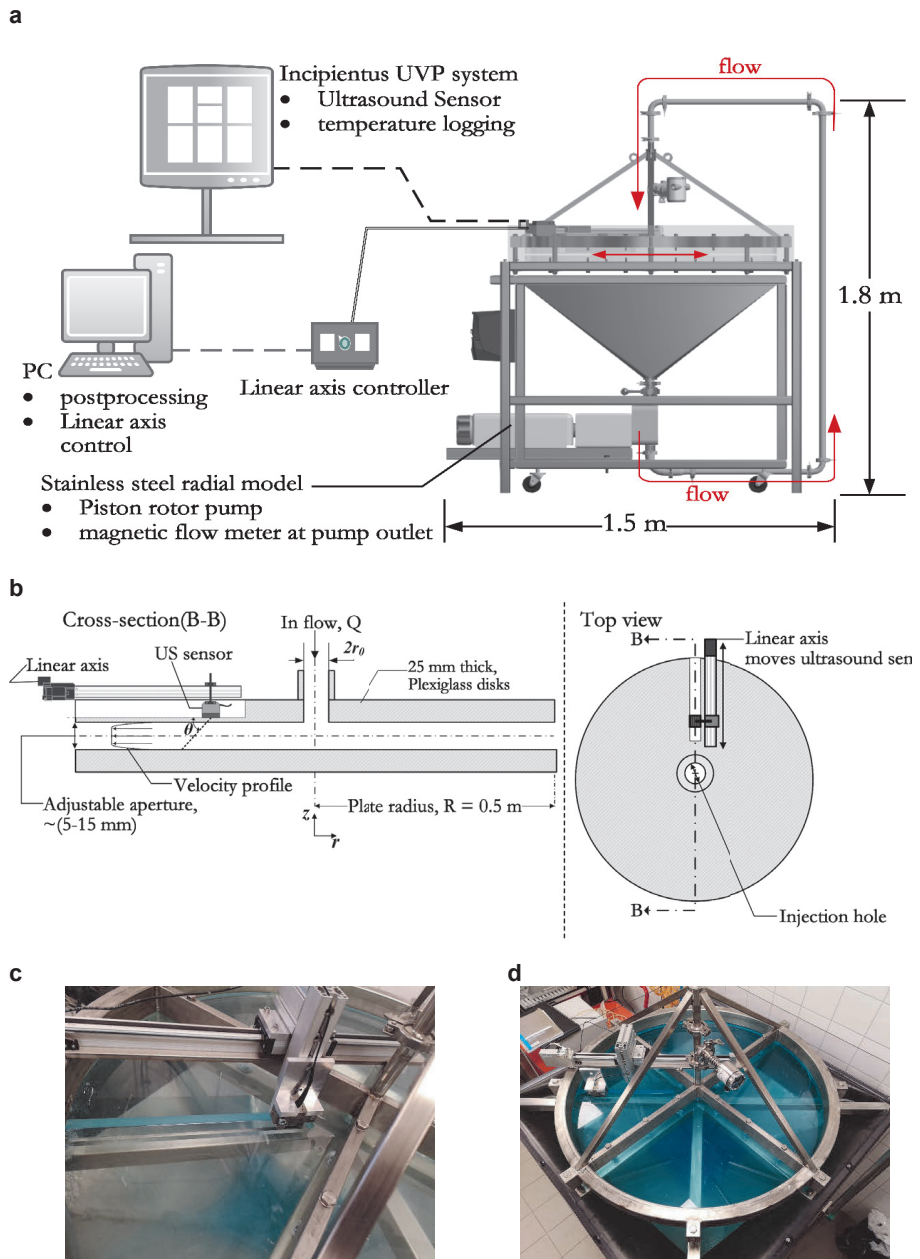 a
Incipientus UVP system
• Ultrasound Sensor
• temperature logging
flow
1.8 m
Linear axis controller
PC
• postprocessing
• Linear axis
control
Stainless steel radial model
• Piston rotor pump
• magnetic flow meter at pump outlet
flow
1.5 m
b
Cross-section(B-B)
In flow, Q
2r₀
US sensor
Linear axis
25 mm thick,
Plexiglass disks
θ
Velocity profile
Adjustable aperture,
~(5-15 mm)
Plate radius, R = 0.5 m
z
r
Top view
B
Linear axis
moves ultrasound sen
B
Injection hole
c
d